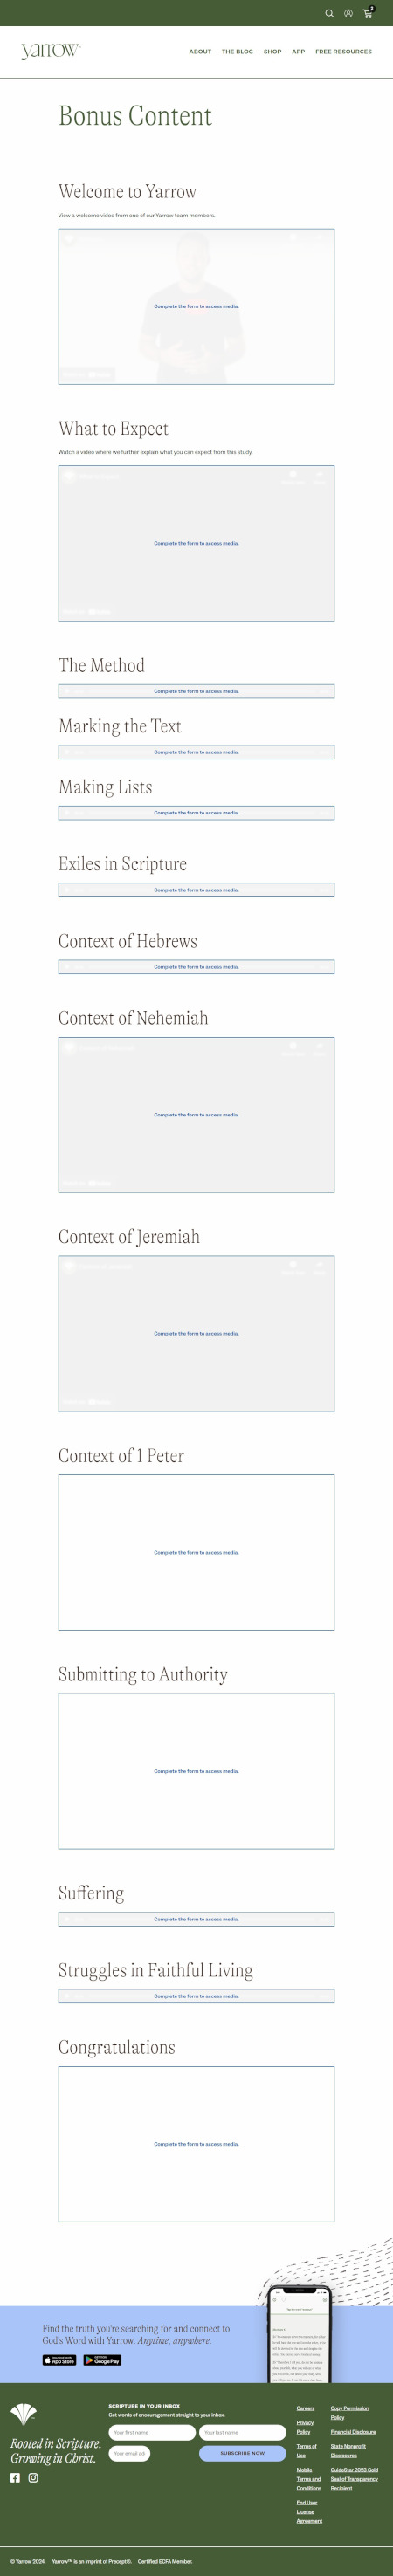 0
yarrow
ABOUT THE BLOG SHOP APP FREE RESOURCES
Bonus Content
Welcome to Yarrow
View a welcome video from one of our Yarrow team members.
Complete the form to access media.
What to Expect
Watch a video where we further explain what you can expect from this study.
Complete the form to access media.
The Method
Complete the form to access media.
Marking the Text
Complete the form to access media.
Making Lists
Complete the form to access media.
Exiles in Scripture
Complete the form to access media.
Context of Hebrews
Complete the form to access media.
Context of Nehemiah
Complete the form to access media.
Context of Jeremiah
Complete the form to access media.
Context of 1 Peter
Complete the form to access media.
Submitting to Authority
Complete the form to access media.
Suffering
Complete the form to access media.
Struggles in Faithful Living
Complete the form to access media.
Congratulations
Complete the form to access media.
Find the truth you're searching for and connect to
God's Word with Yarrow. Anytime, anywhere.
App Store
Google Play
Rooted in Scripture.
Growing in Christ.
SCRIPTURE IN YOUR INBOX
Get words of encouragement straight to your inbox.
Your first name
Your last name
Your email ad
SUBSCRIBE NOW
Careers
Privacy
Policy
Terms of
Use
Mobile
Terms and
Conditions
End User
License
Agreement
Copy Permission
Policy
Financial Disclosure
State Nonprofit
Disclosures
GuideStar 2023 Gold
Seal of Transparency
Recipient
© Yarrow 2024. Yarrow™ is an imprint of Precept®. Certified ECFA Member.